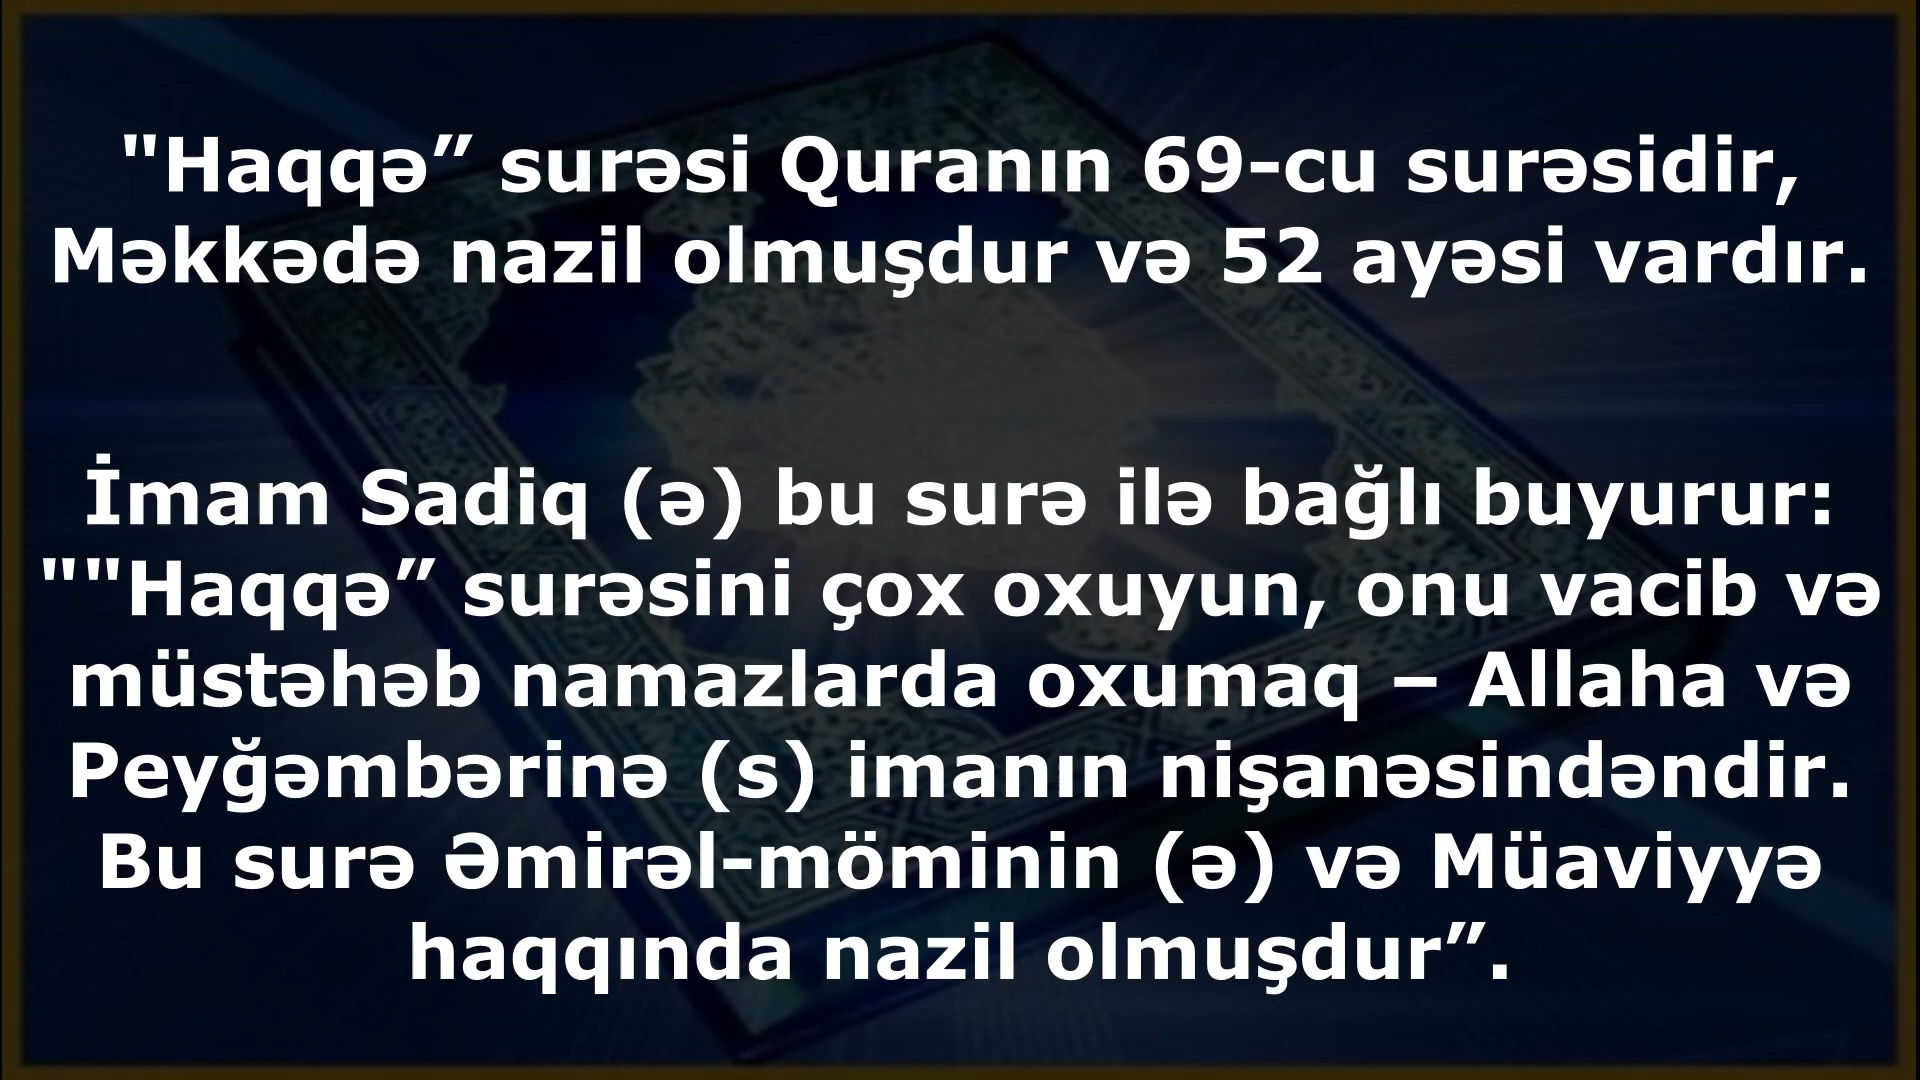 "Haqqə” surəsi Quranın 69-cu surəsidir,
Məkkədə nazil olmuşdur və 52 ayəsi vardır.
İmam Sadiq (ə) bu surə ilə bağlı buyurur:
""Haqqə” surəsini çox oxuyun, onu vacib və
müstəhəb namazlarda oxumaq – Allaha və
Peyğəmbərinə (s) imanın nişanəsindəndir.
Bu surə Əmirəl-möminin (ə) və Müaviyyə
haqqında nazil olmuşdur”.